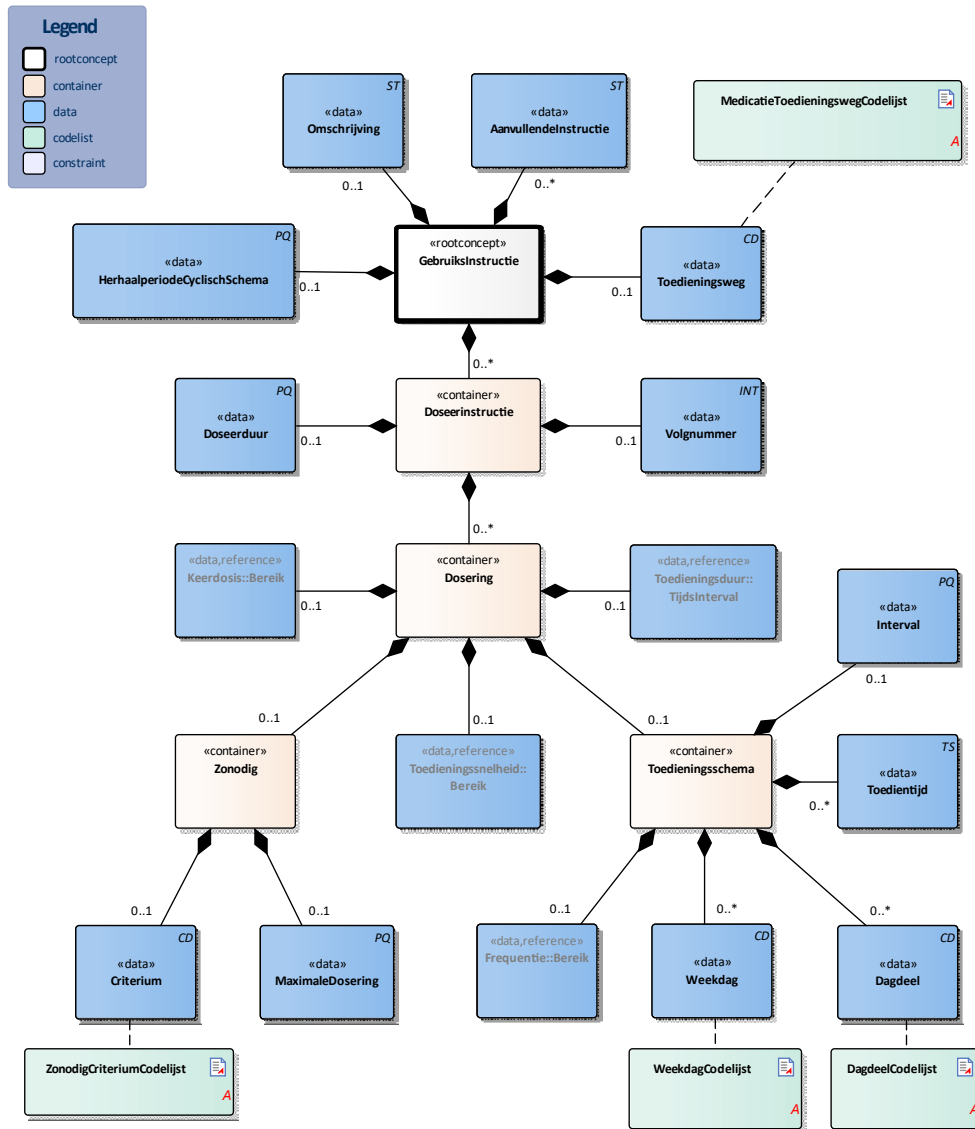 Legend
rootconcept
container
data
codelist
constraint
ST
«data»
Omschrijving
0..1
ST
«data»
AanvullendeInstructie
0..*
MedicatieToedieningswegCodelijst
A
PQ
«data»
HerhaalperiodeCyclischSchema
0..1
«rootconcept»
GebruiksInstructie
CD
«data»
Toedieningsweg
0..1
0..*
PQ
«data»
Doseerduur
0..1
«container»
Doseerinstructie
INT
«data»
Volgnummer
0..1
0..*
«data,reference»
Keerdosis::Bereik
0..1
«container»
Dosering
«data,reference»
Toedieningsduur::
TijdsInterval
0..1
PQ
«data»
Interval
0..1
0..1
0..1
0..1
«container»
Zonodig
«data,reference»
Toedieningssnelheid::
Bereik
«container»
Toedieningsschema
TS
«data»
Toedientijd
0..*
0..1
0..1
0..1
0..*
0..*
CD
«data»
Criterium
PQ
«data»
MaximaleDosering
«data,reference»
Frequentie::Bereik
CD
«data»
Weekdag
CD
«data»
Dagdeel
ZonodigCriteriumCodelijst
A
WeekdagCodelijst
A
DagdeelCodelijst
A